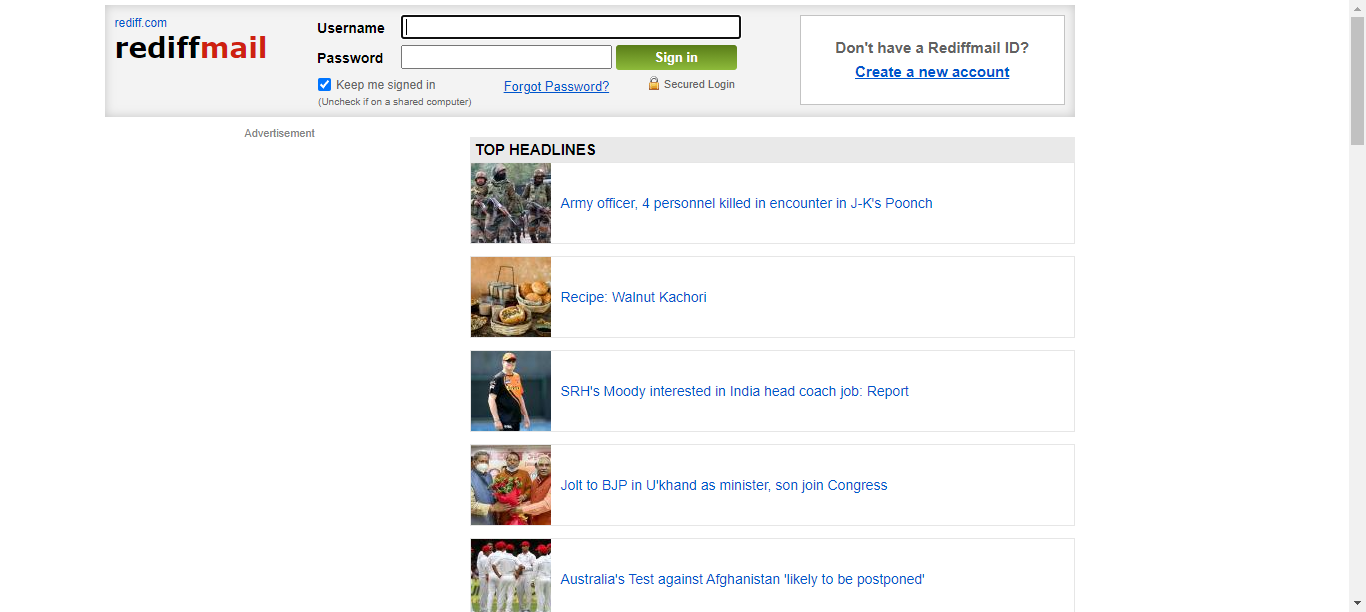 rediff.com
rediffmail
Username
Password
Sign in
Keep me signed in
Forgot Password?
Secured Login
(Uncheck if on a shared computer)
Don't have a Rediffmail ID?
Create a new account
Advertisement
TOP HEADLINES
Army officer, 4 personnel killed in encounter in J-K's Poonch
Recipe: Walnut Kachori
SRH's Moody interested in India head coach job: Report
Jolt to BJP in U'khand as minister, son join Congress
Australia's Test against Afghanistan 'likely to be postponed'